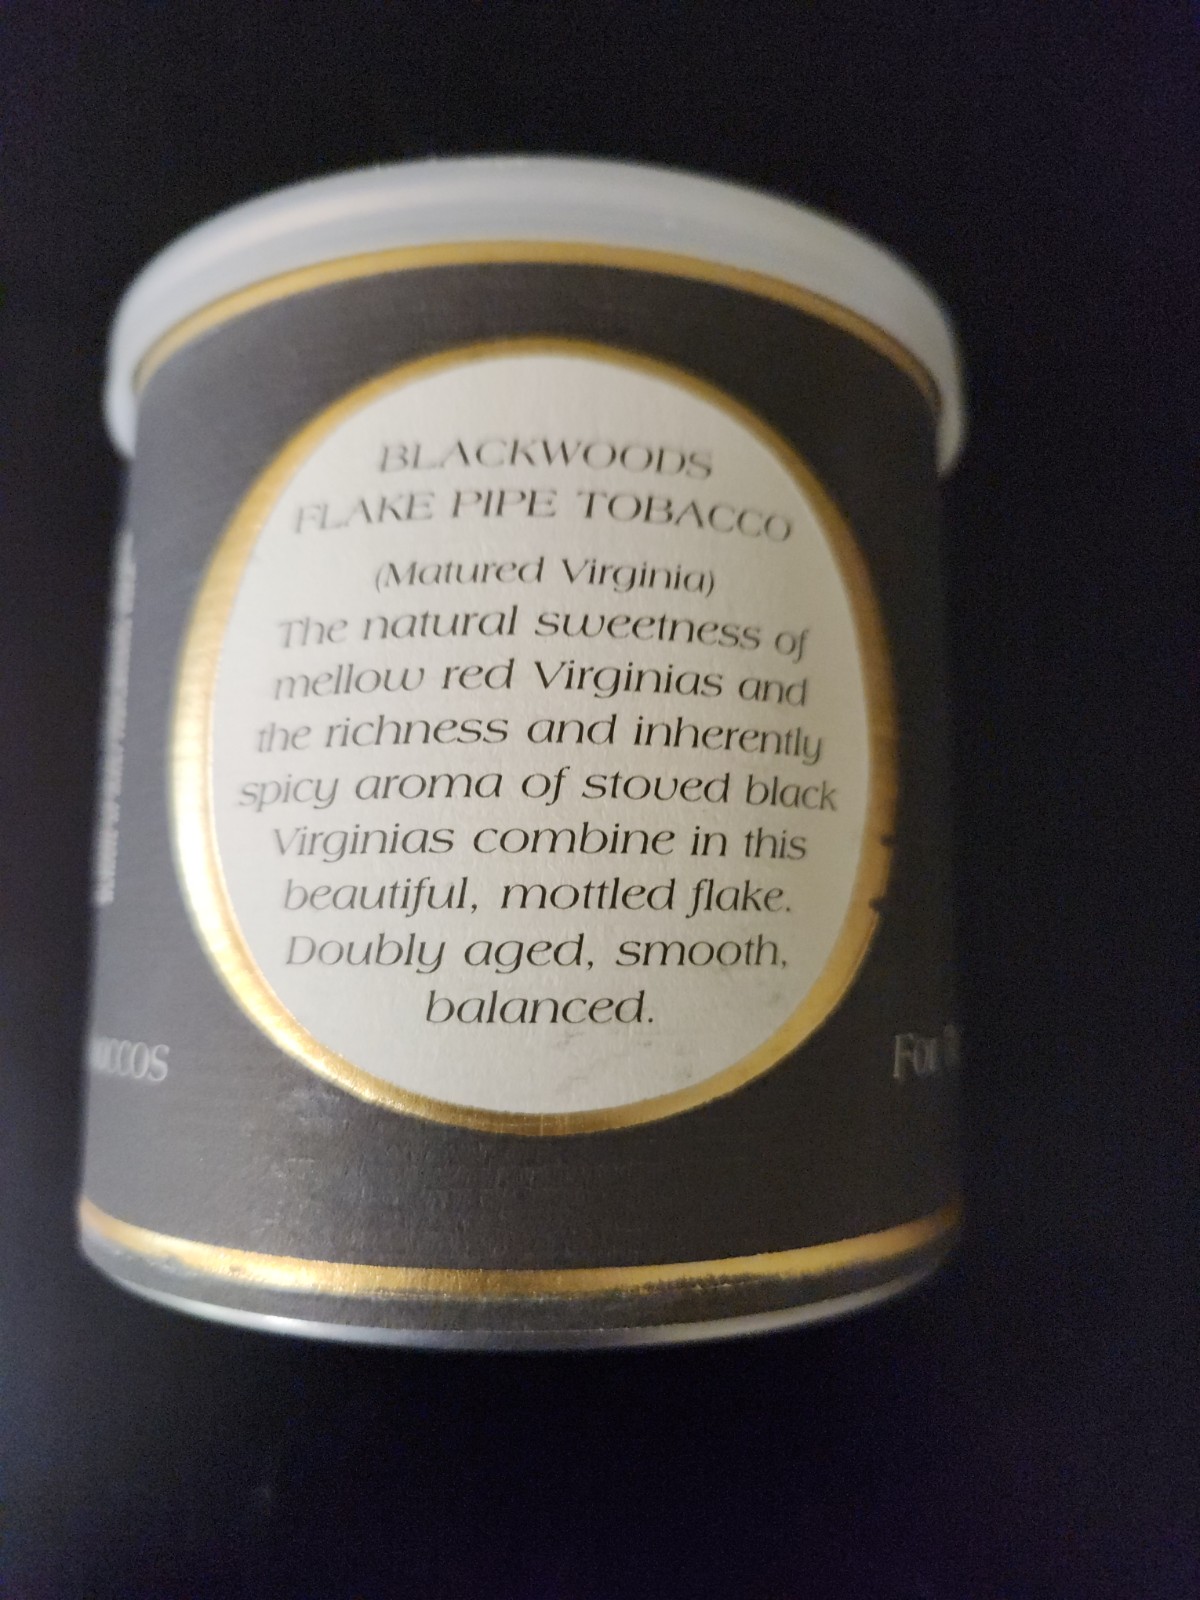 BLACKWOODS
FLAKE PIPE TOBACCO
(Matured Virginia)
The natural sweetness of
mellow red Virginias and
the richness and inherently
spicy aroma of stoved black
Virginias combine in this
beautiful, mottled flake.
Doubly aged, smooth,
balanced.